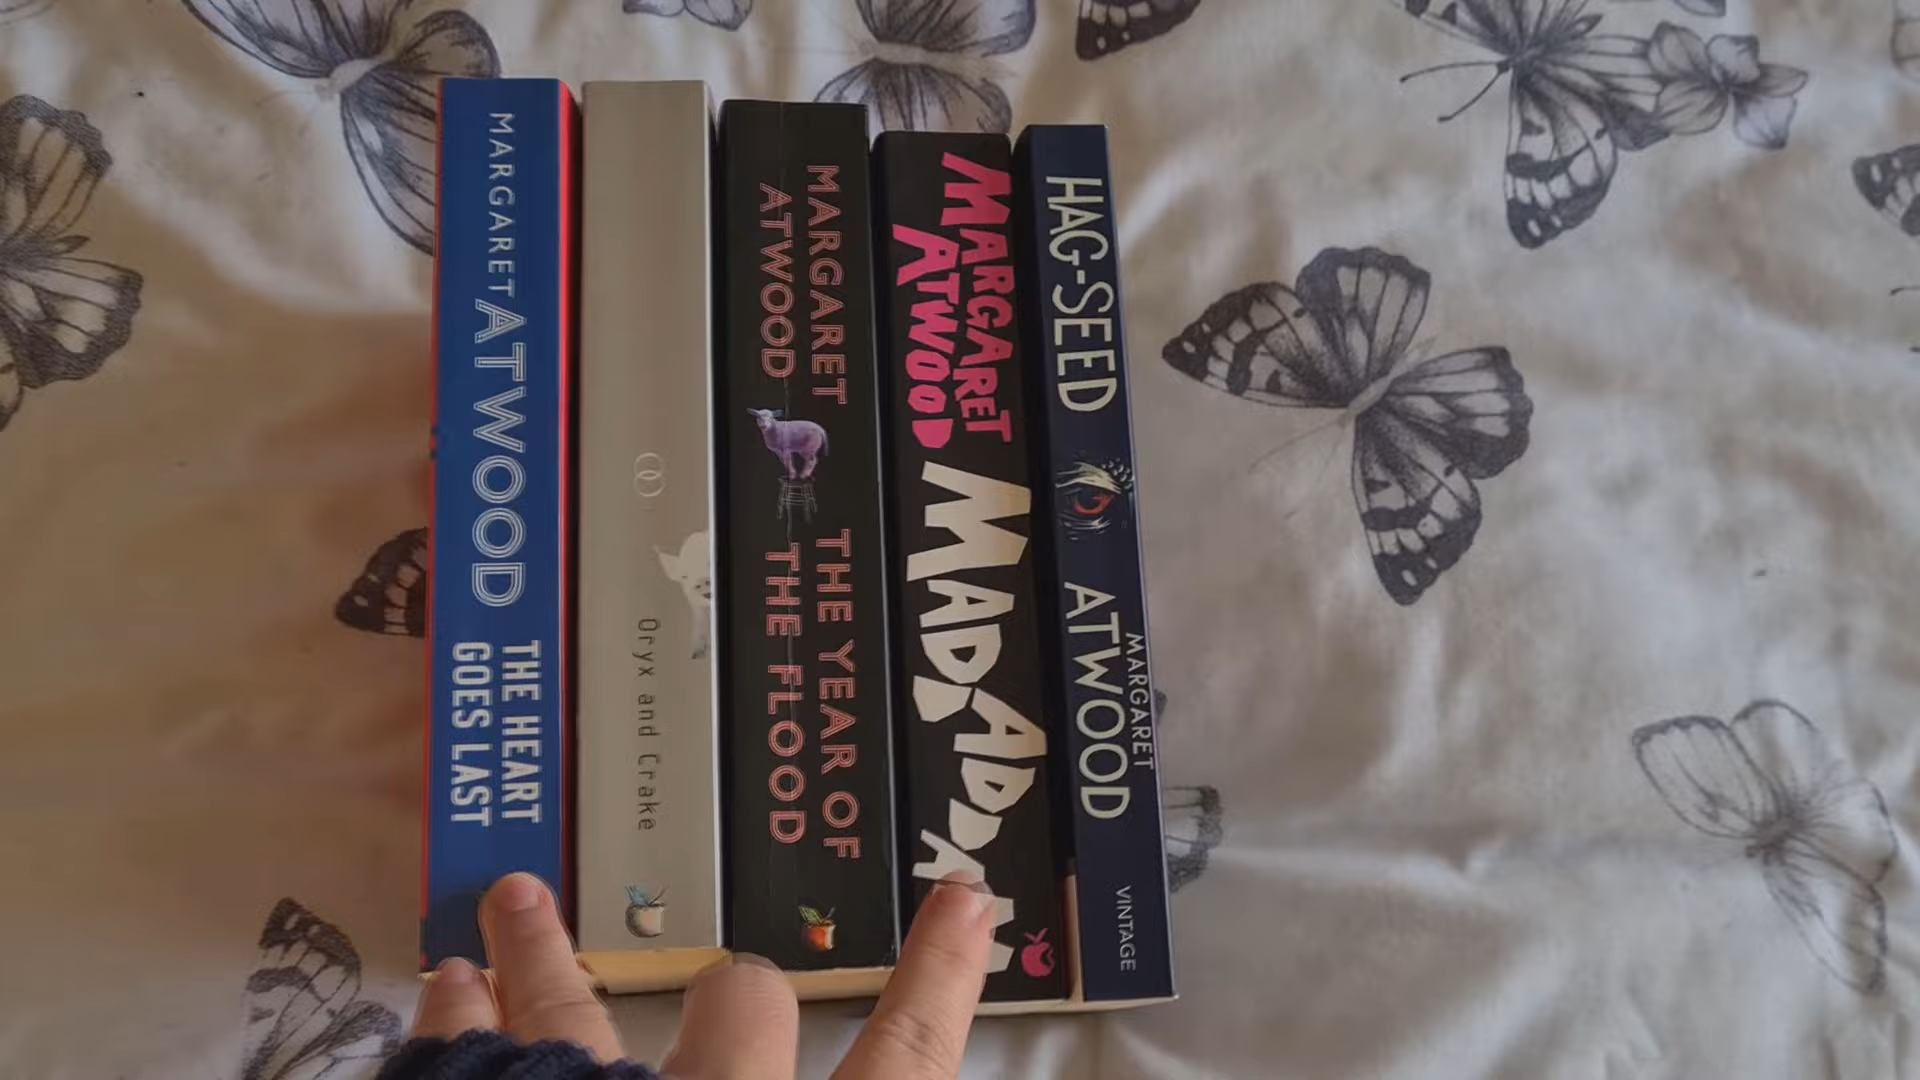 MARGARET ATWOOD
THE HEART
GOES LAST
Oryx and Crake
MARGARET
ATWOOD
THE YEAR OF
THE FLOOD
MARGARET
ATWOOD
MADADDAM
HAG-SEED
MARGARET
ATWOOD
VINTAGE